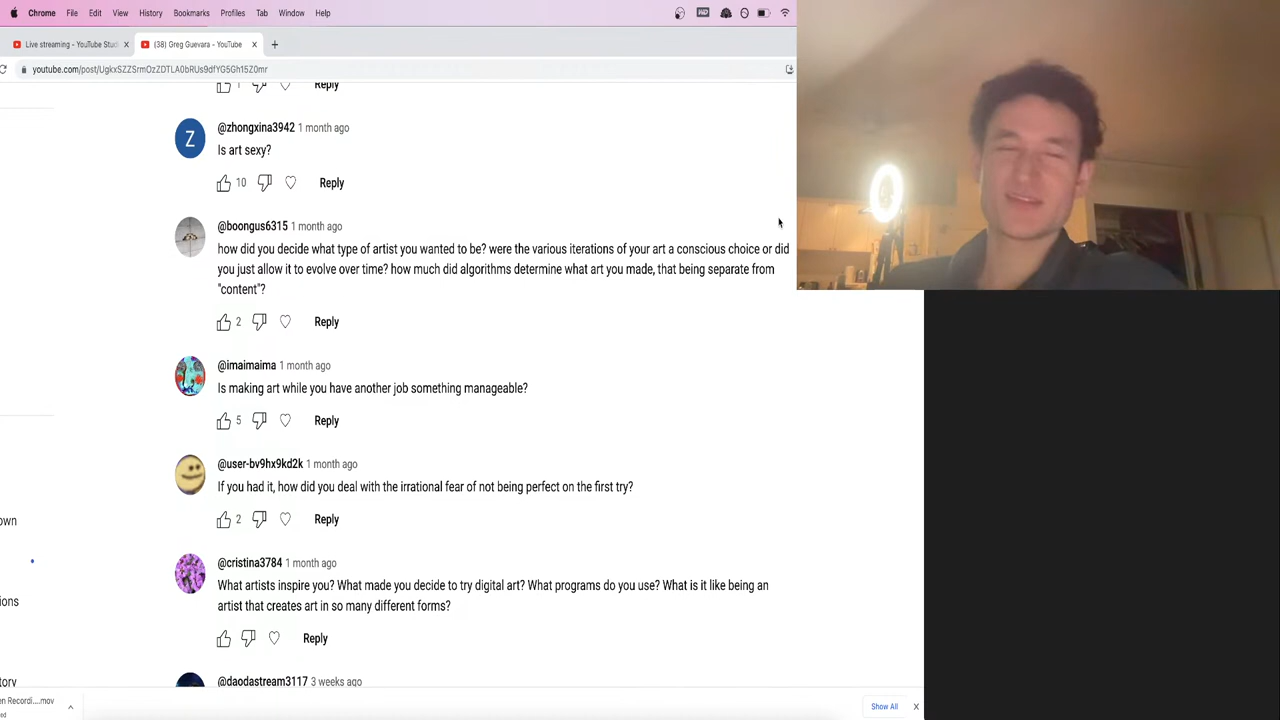 Chrome File Edit View History Bookmarks Profiles Tab Window Help
Live streaming - YouTube Stud × (38) Greg Guevara - YouTube × +
youtube.com/post/UgkxSZZSrmOzZDTLA0bRUs9dfYG5Gh15Z0mr
1 Reply
Z
@zhongxina3942 1 month ago
Is art sexy?
10 Reply
@boongus6315 1 month ago
how did you decide what type of artist you wanted to be? were the various iterations of your art a conscious choice or did
you just allow it to evolve over time? how much did algorithms determine what art you made, that being separate from
"content"?
2 Reply
@imaimaima 1 month ago
Is making art while you have another job something manageable?
5 Reply
@user-bv9hx9kd2k 1 month ago
If you had it, how did you deal with the irrational fear of not being perfect on the first try?
2 Reply
own
@cristina3784 1 month ago
What artists inspire you? What made you decide to try digital art? What programs do you use? What is it like being an
ions
artist that creates art in so many different forms?
Reply
tory
@daodastream3117 3 weeks ago
en Recordi....mov
Show All ×